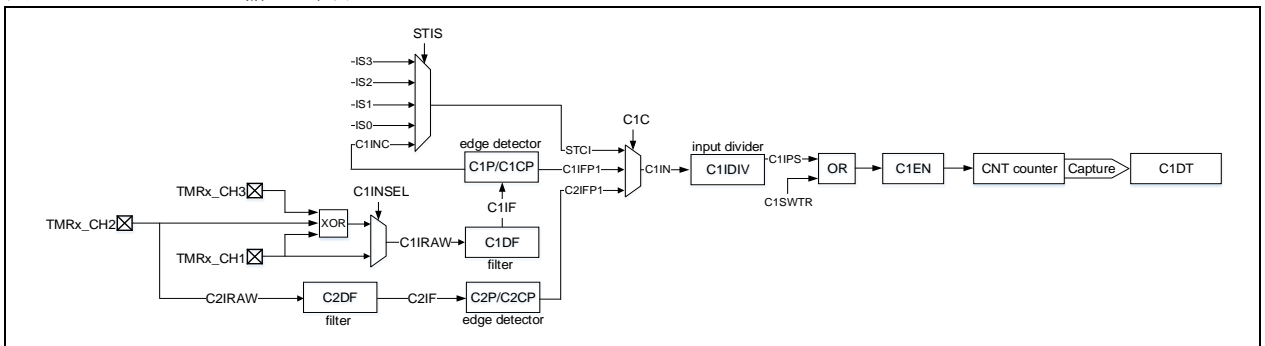 STIS
IS3
IS2
IS1
IS0
C1INC
edge detector
C1P/C1CP
STCI
C1IFP1
C2IFP1
C1C
C1IN
input divider
C1IDIV
C1IPS
C1SWTR
OR
C1EN
CNT counter
Capture
C1DT
TMRx_CH3
C1INSEL
C1IF
TMRx_CH2
XOR
TMRx_CH1
C1IRAW
C1DF
filter
C2IRAW
C2DF
filter
C2IF
C2P/C2CP
edge detector